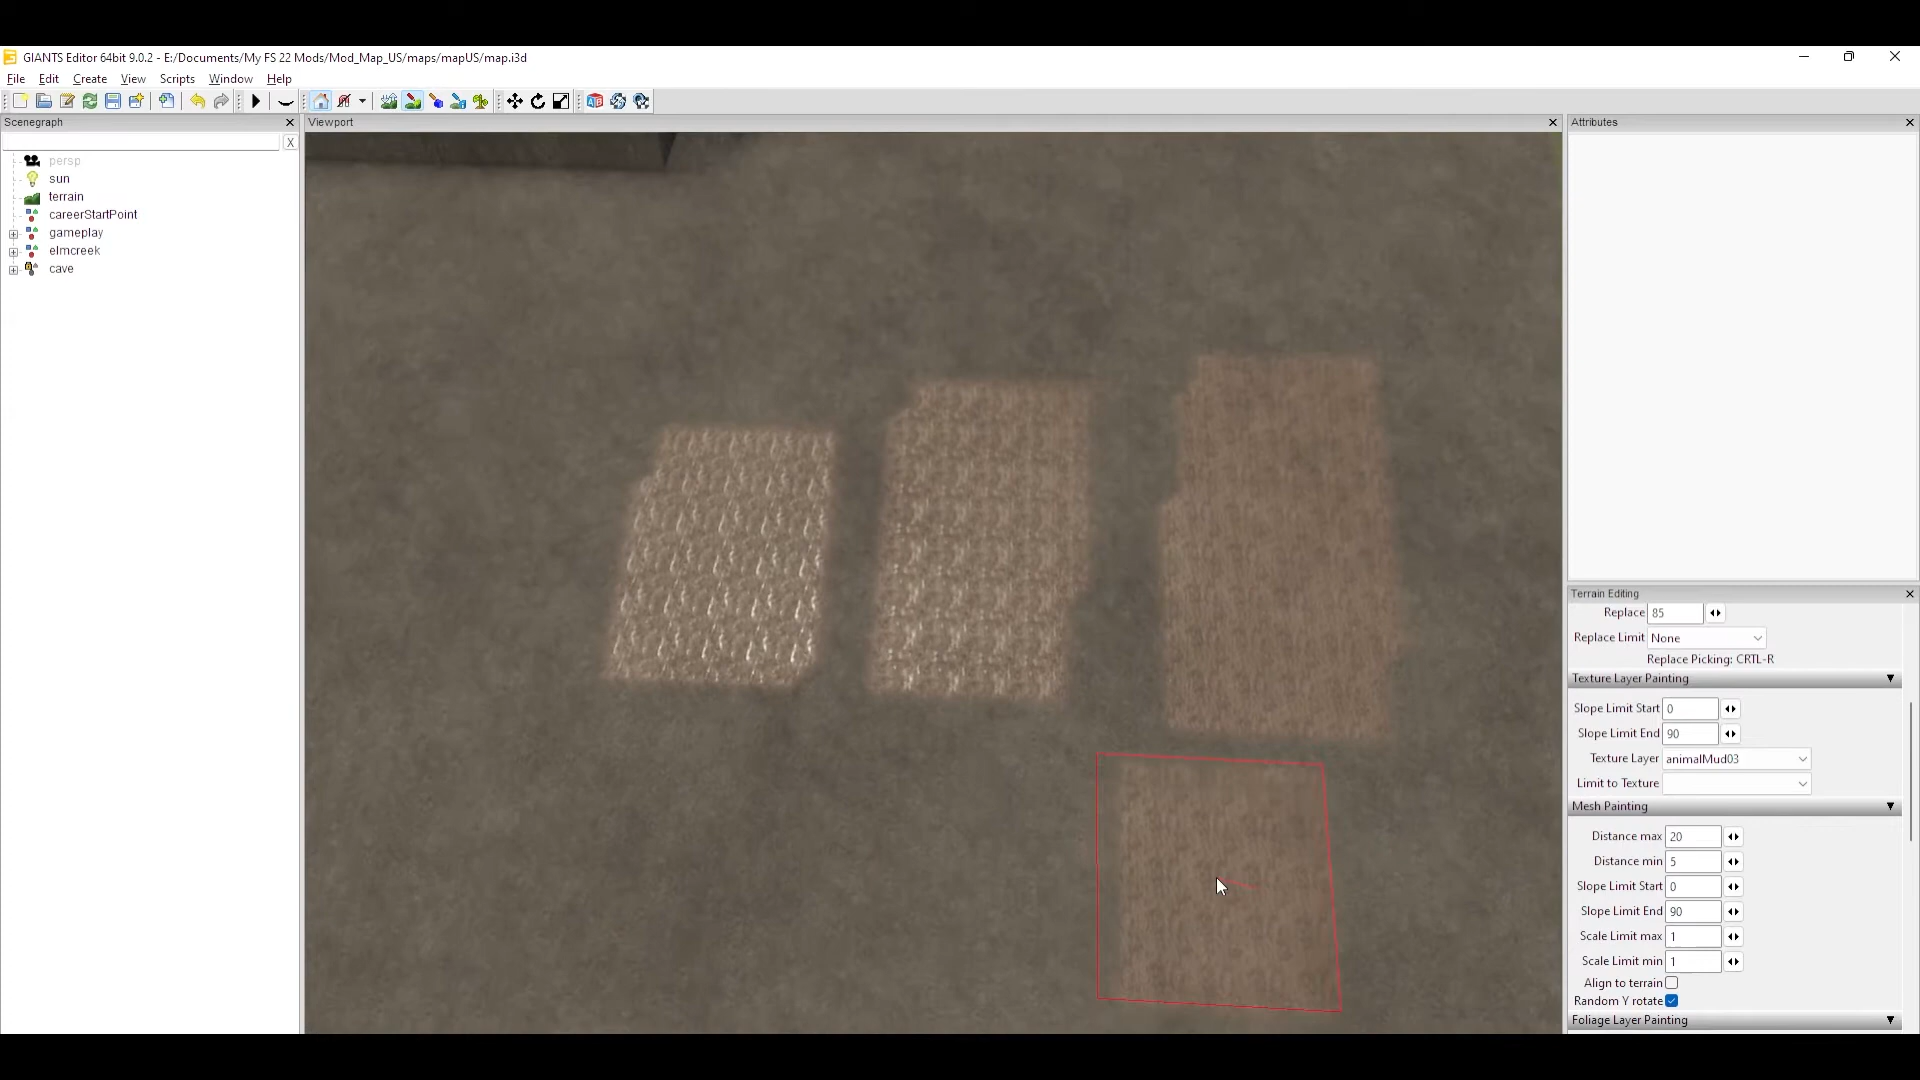 GIANTS Editor 64bit 9.0.2 - E:/Documents/My FS 22 Mods/Mod_Map_US/maps/mapUS/map.i3d
File Edit Create View Scripts Window Help
Scenegraph
X
persp
sun
terrain
careerStartPoint
gameplay
elmcreek
cave
Viewport
Attributes
Terrain Editing
Replace 85
Replace Limit None
Replace Picking: CRTL-R
Texture Layer Painting
Slope Limit Start 0
Slope Limit End 90
Texture Layer animalMud03
Limit to Texture
Mesh Painting
Distance max 20
Distance min 5
Slope Limit Start 0
Slope Limit End 90
Scale Limit max 1
Scale Limit min 1
Align to terrain
Random Y rotate
Foliage Layer Painting